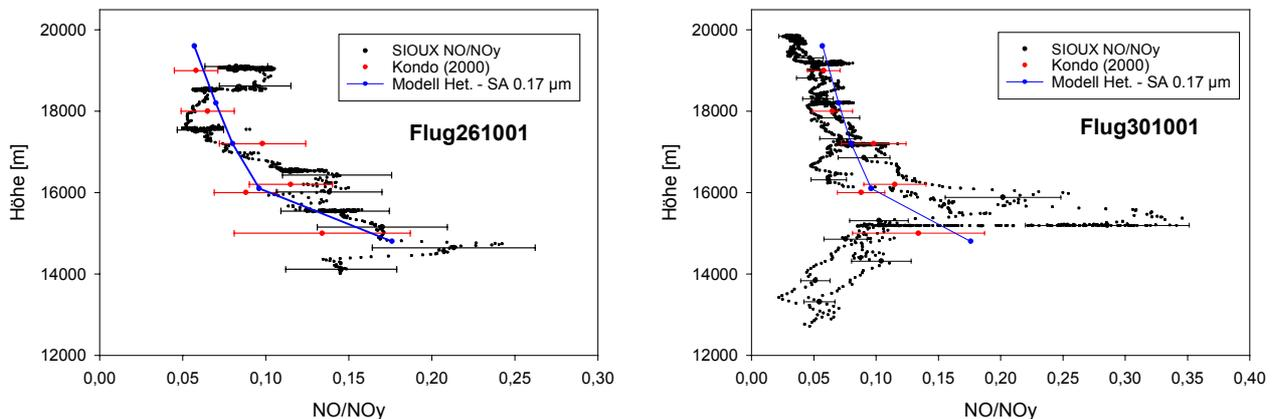 20000
18000
16000
14000
12000
Höhe [m]
SIOUX NO/NOy
Kondo (2000)
Modell Het. - SA 0.17 µm
Flug261001
0,00 0,05 0,10 0,15 0,20 0,25 0,30
NO/NOy
20000
18000
16000
14000
12000
Höhe [m]
SIOUX NO/NOy
Kondo (2000)
Modell Het. - SA 0.17 µm
Flug301001
0,00 0,05 0,10 0,15 0,20 0,25 0,30 0,35 0,40
NO/NOy